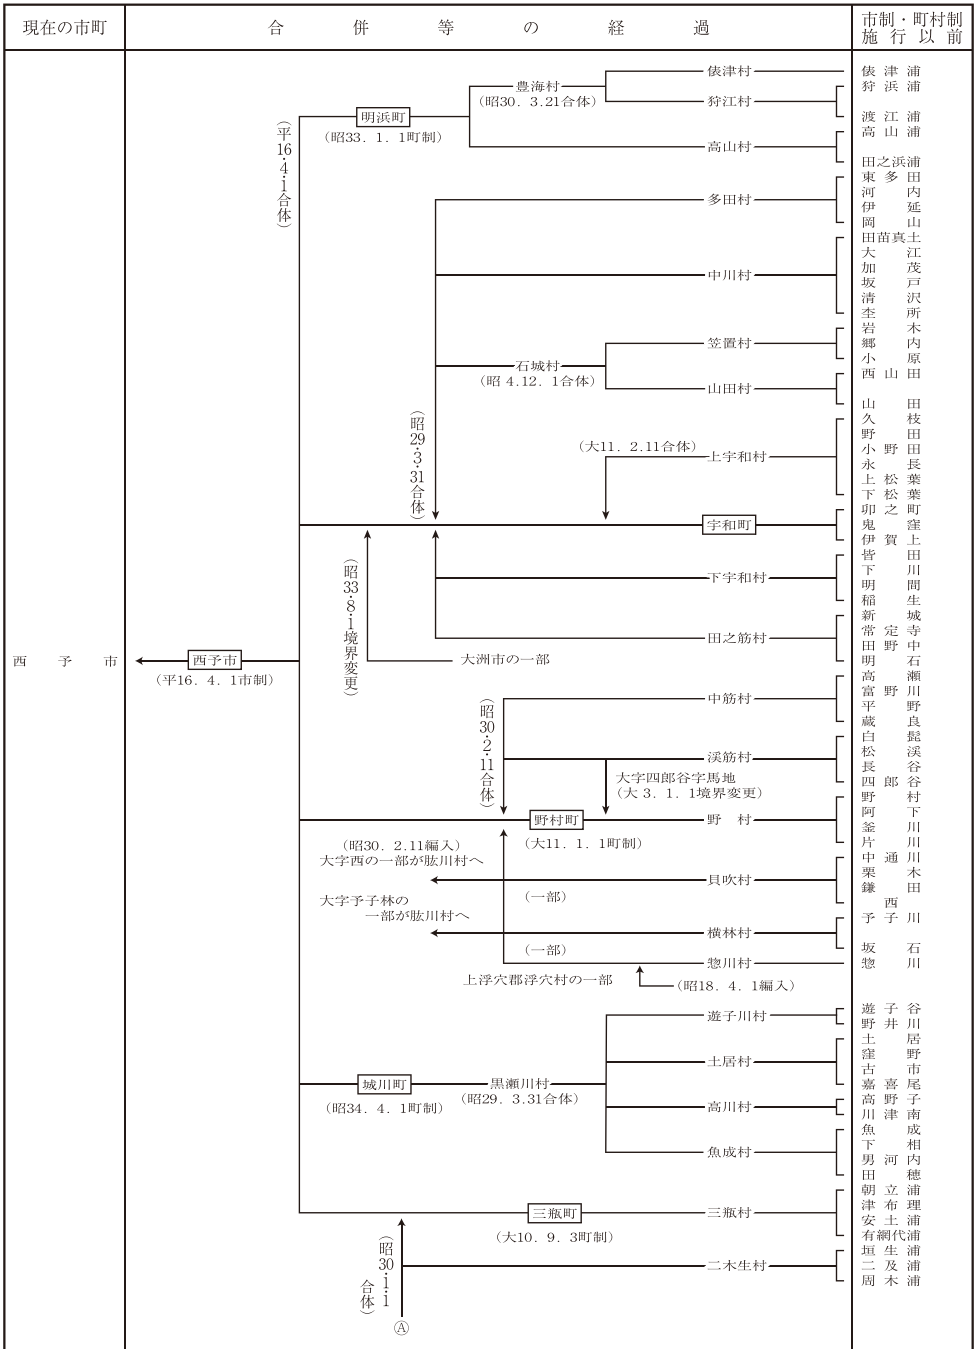 現在の市町
合併等の経過
市制・町村制
施行以前
西予市
西予市
(平16. 4. 1市制)
(平16・4・1合体)
明浜町
(昭33. 1. 1町制)
豊海村
(昭30. 3.21合体)
俵津村
狩江村
高山村
(昭29・3・31合体)
多田村
中川村
石城村
(昭 4.12. 1合体)
笠置村
山田村
(大11. 2.11合体)
上宇和村
宇和町
下宇和村
田之筋村
(昭33・8・1境界変更)
大洲市の一部
(昭30・2・11合体)
中筋村
渓筋村
大字四郎谷字馬地
(大 3. 1. 1境界変更)
野村町
(大11. 1. 1町制)
野村
(昭30. 2.11編入)
大字西の一部が肱川村へ
貝吹村
(一部)
大字予子林の
一部が肱川村へ
横林村
(一部)
惣川村
上浮穴郡浮穴村の一部
(昭18. 4. 1編入)
城川町
(昭34. 4. 1町制)
黒瀬川村
(昭29. 3.31合体)
遊子川村
土居村
高川村
魚成村
三瓶町
(大10. 9. 3町制)
三瓶村
(昭30・1・1
合体)
二木生村
Ⓐ
俵津浦
狩浜浦
渡江浦
高山浦
田之浜浦
東多田
河内
伊延
岡山
田苗真土
大江
加茂
坂戸
清沢
杢所
岩木
郷内
小原
西山田
山田
久枝
野田
小野田
永長
上松葉
下松葉
卯之町
鬼窪
伊賀上
皆田
下川
明間
稲生
新城
常定寺
田野中
明石
高瀬
富野川
平野
蔵良
白髭
松渓
長谷
四郎谷
野村
阿下
釜川
片川
中通川
栗木
鎌田
西
予子川
坂石
惣川
遊子谷
野井川
土居
窪野
古市
嘉喜尾
高野子
川津南
魚成
下相
男河内
田穂
朝立浦
津布理
安土浦
有網代浦
垣生浦
二及浦
周木浦